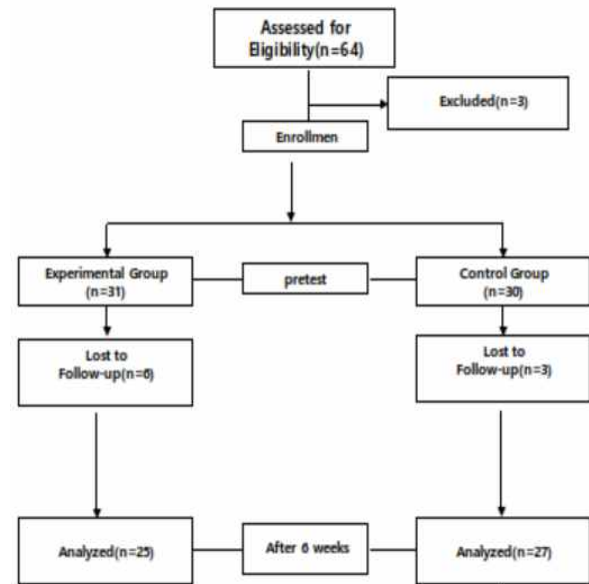 Assessed for
Eligibility(n=64)
Excluded(n=3)
Enrollmen
Experimental Group
(n=31)
pretest
Control Group
(n=30)
Lost to
Follow-up(n=6)
Lost to
Follow-up(n=3)
Analyzed(n=25)
After 6 weeks
Analyzed(n=27)